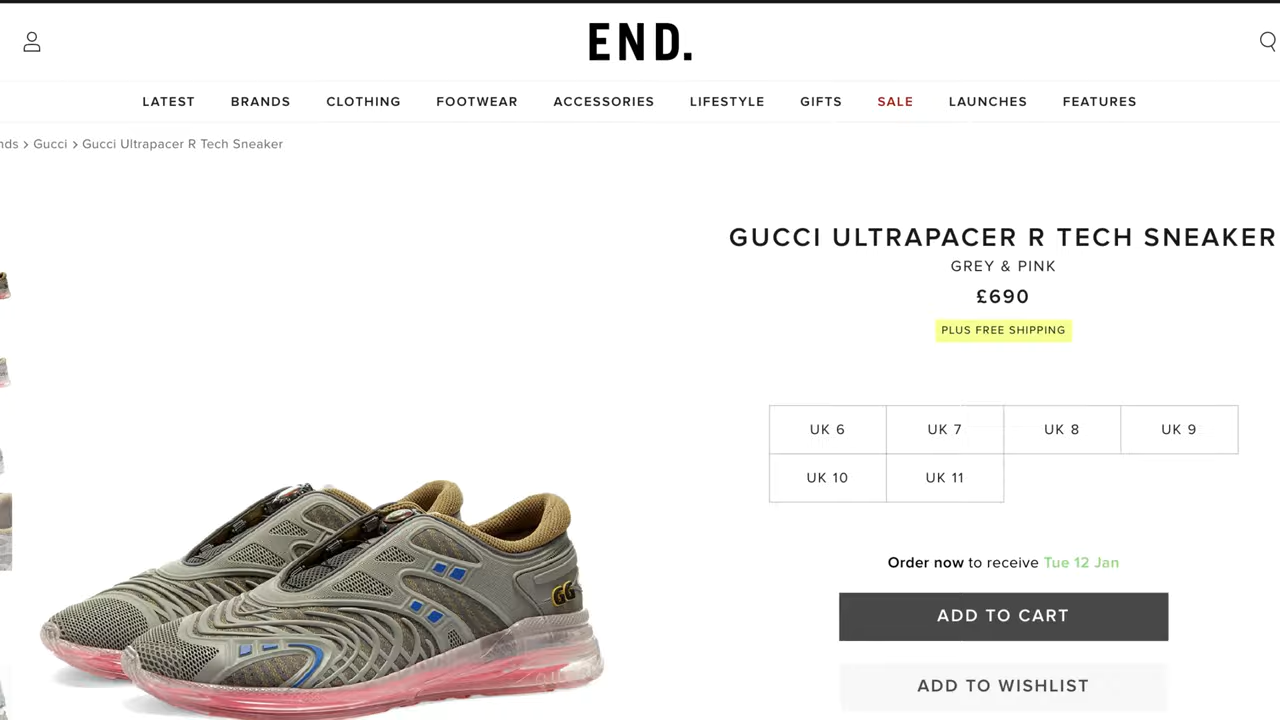 END.
LATEST BRANDS CLOTHING FOOTWEAR ACCESSORIES LIFESTYLE GIFTS SALE LAUNCHES FEATURES
nds > Gucci > Gucci Ultrapacer R Tech Sneaker
GUCCI ULTRAPACER R TECH SNEAKER
GREY & PINK
£690
PLUS FREE SHIPPING
UK 6 UK 7 UK 8 UK 9
UK 10 UK 11
GG
Order now to receive Tue 12 Jan
ADD TO CART
ADD TO WISHLIST